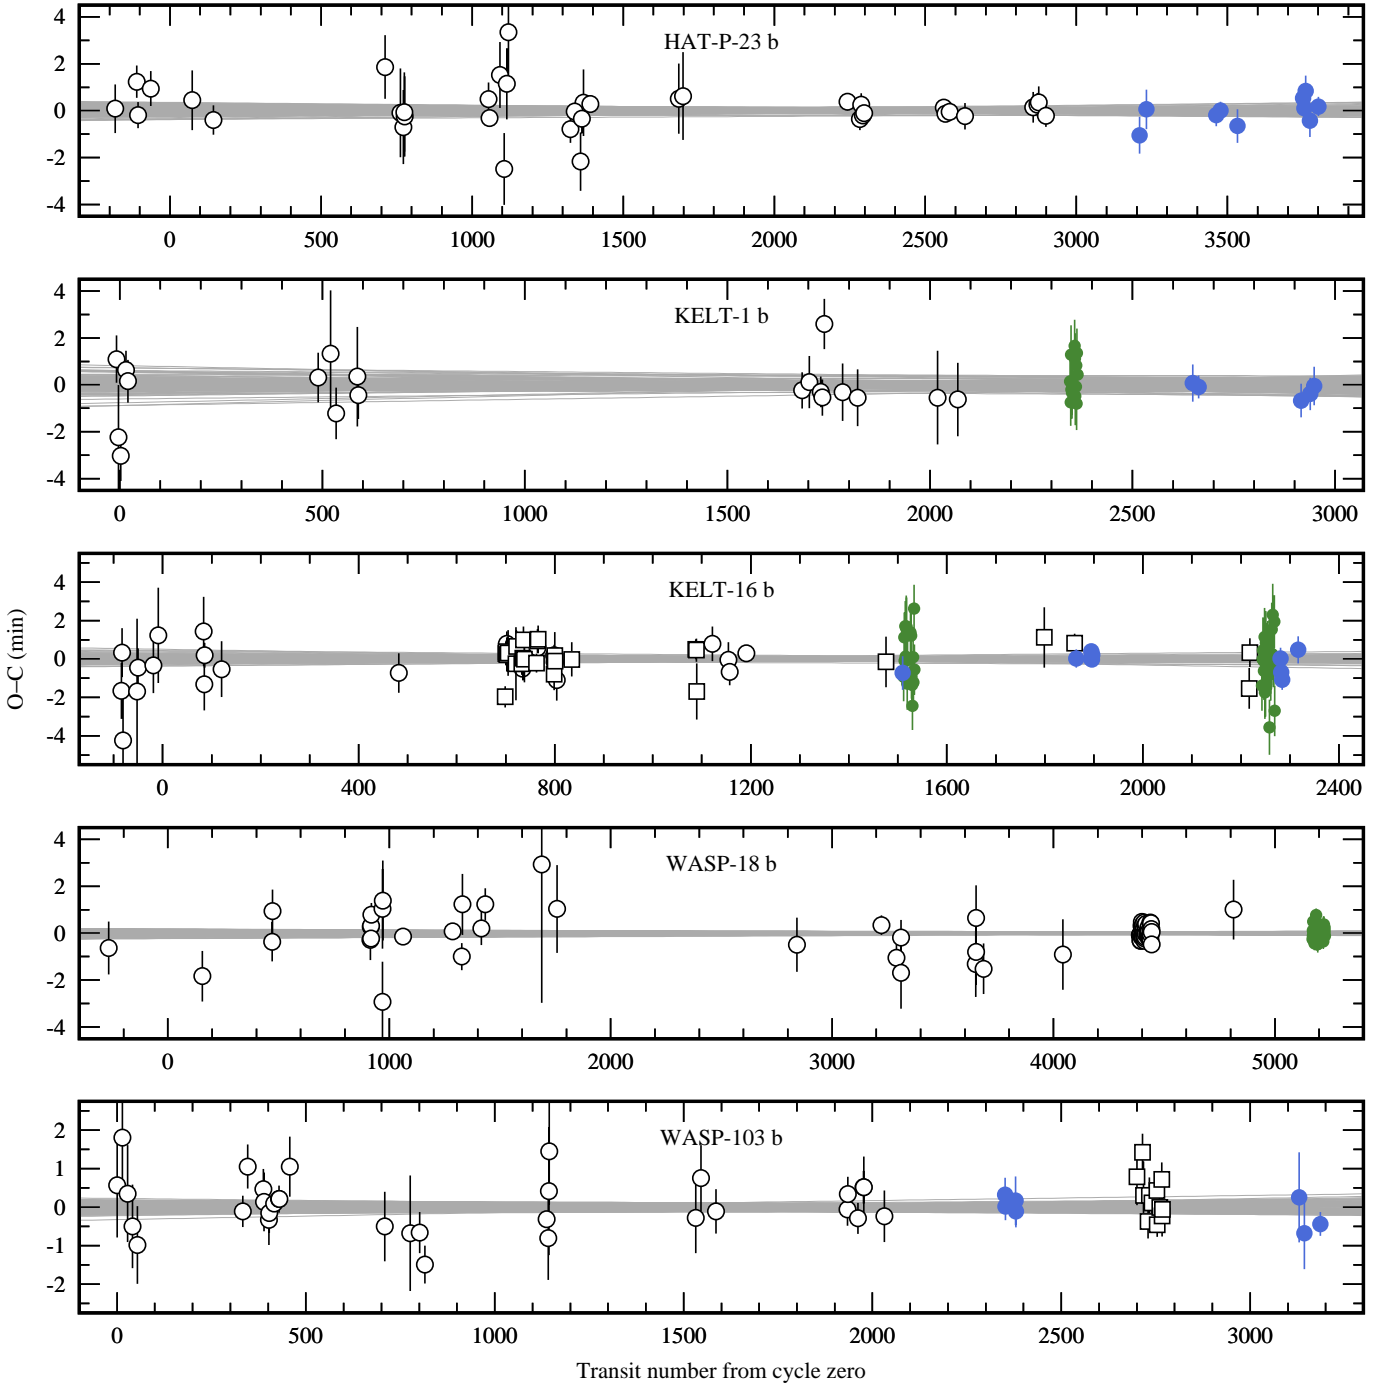 HAT-P-23 b
4
2
0
-2
-4
0 500 1000 1500 2000 2500 3000 3500
KELT-1 b
4
2
0
-2
-4
0 500 1000 1500 2000 2500 3000
KELT-16 b
4
2
0
-2
-4
0 400 800 1200 1600 2000 2400
O−C (min)
WASP-18 b
4
2
0
-2
-4
0 1000 2000 3000 4000 5000
WASP-103 b
2
1
0
-1
-2
0 500 1000 1500 2000 2500 3000
Transit number from cycle zero